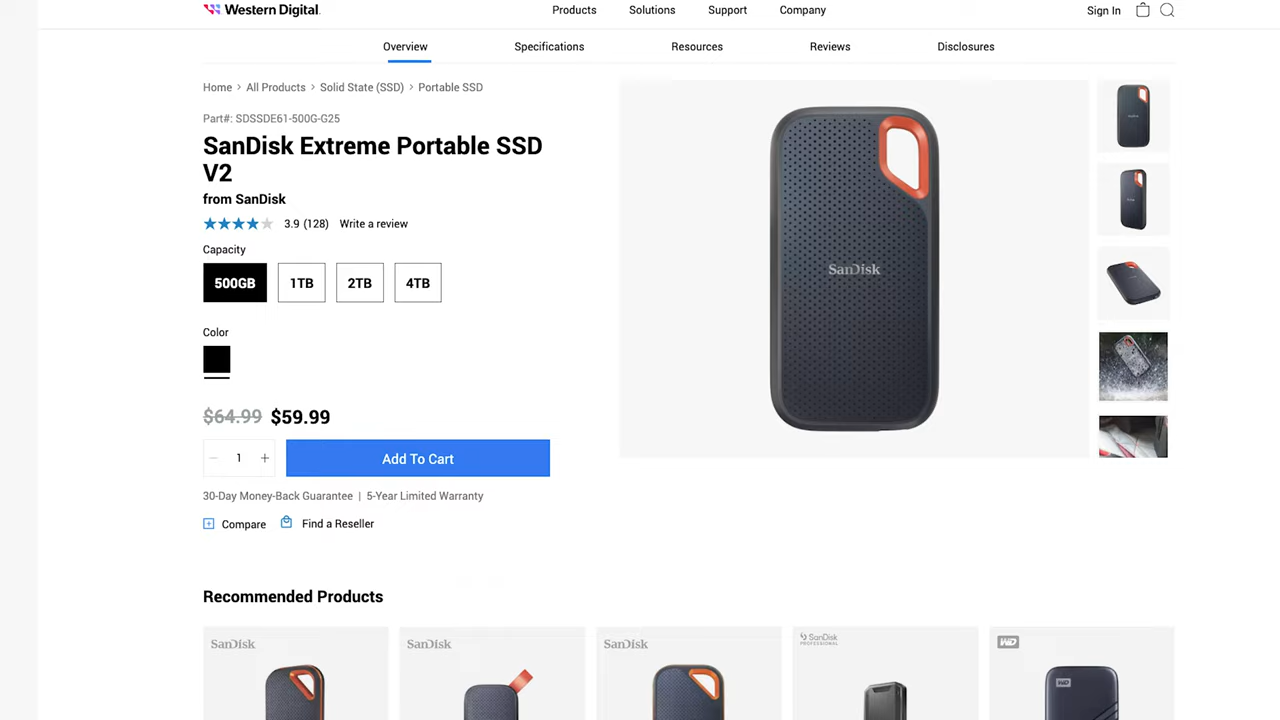 Western Digital.
Products Solutions Support Company
Sign In
Overview Specifications Resources Reviews Disclosures
Home > All Products > Solid State (SSD) > Portable SSD
Part#: SDSSDE61-500G-G25
SanDisk Extreme Portable SSD
V2
from SanDisk
3.9 (128) Write a review
Capacity
500GB 1TB 2TB 4TB
Color
$64.99 $59.99
1
Add To Cart
30-Day Money-Back Guarantee | 5-Year Limited Warranty
Compare Find a Reseller
SanDisk
Recommended Products
SanDisk
SanDisk
SanDisk
SanDisk
PROFESSIONAL
WD
WD